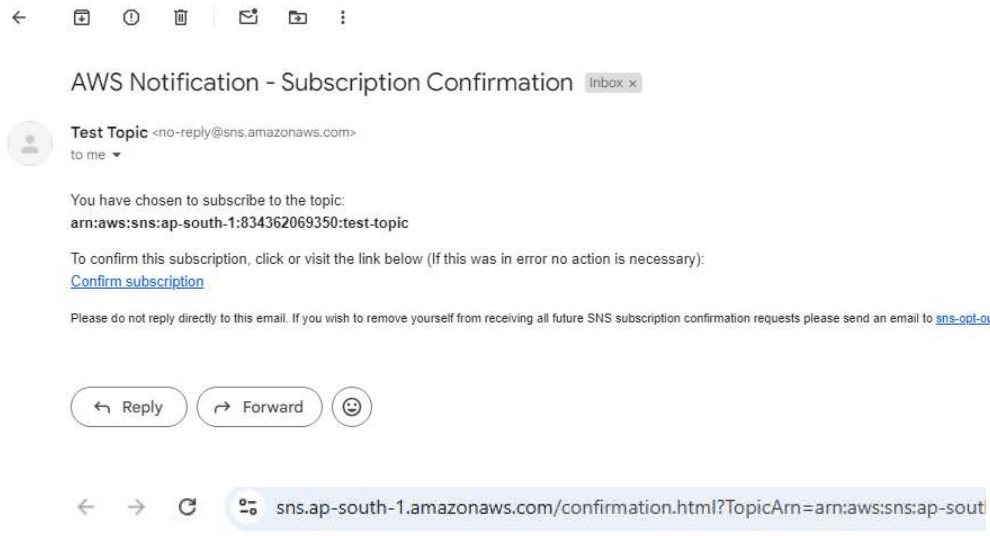 AWS Notification - Subscription Confirmation Inbox x
Test Topic <no-reply@sns.amazonaws.com>
to me
You have chosen to subscribe to the topic:
arn:aws:sns:ap-south-1:834362069350:test-topic
To confirm this subscription, click or visit the link below (If this was in error no action is necessary):
Confirm subscription
Please do not reply directly to this email. If you wish to remove yourself from receiving all future SNS subscription confirmation requests please send an email to sns-opt-ou
Reply Forward
sns.ap-south-1.amazonaws.com/confirmation.html?TopicArn=arn:aws:sns:ap-sout